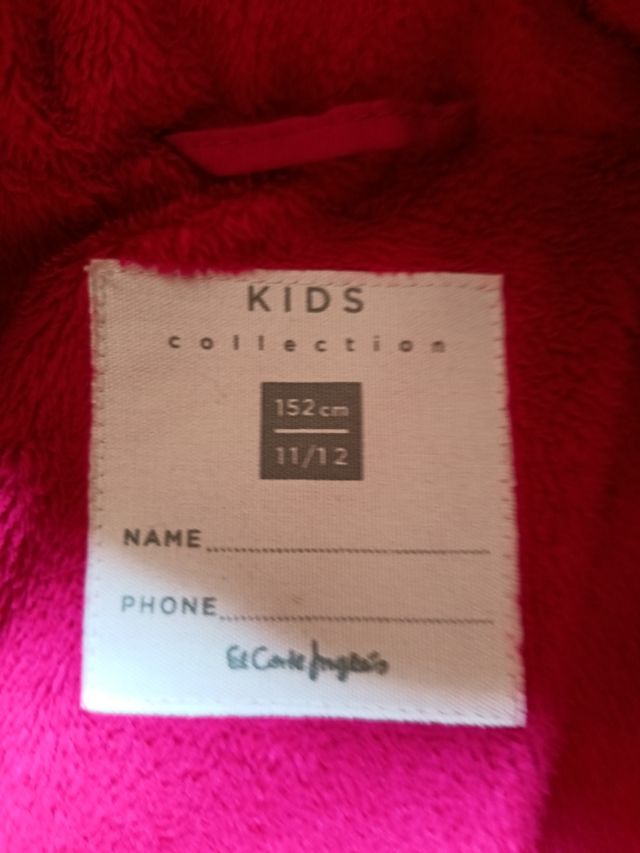 KIDS
collection
152cm
11/12
NAME
PHONE
El Corte Inglés